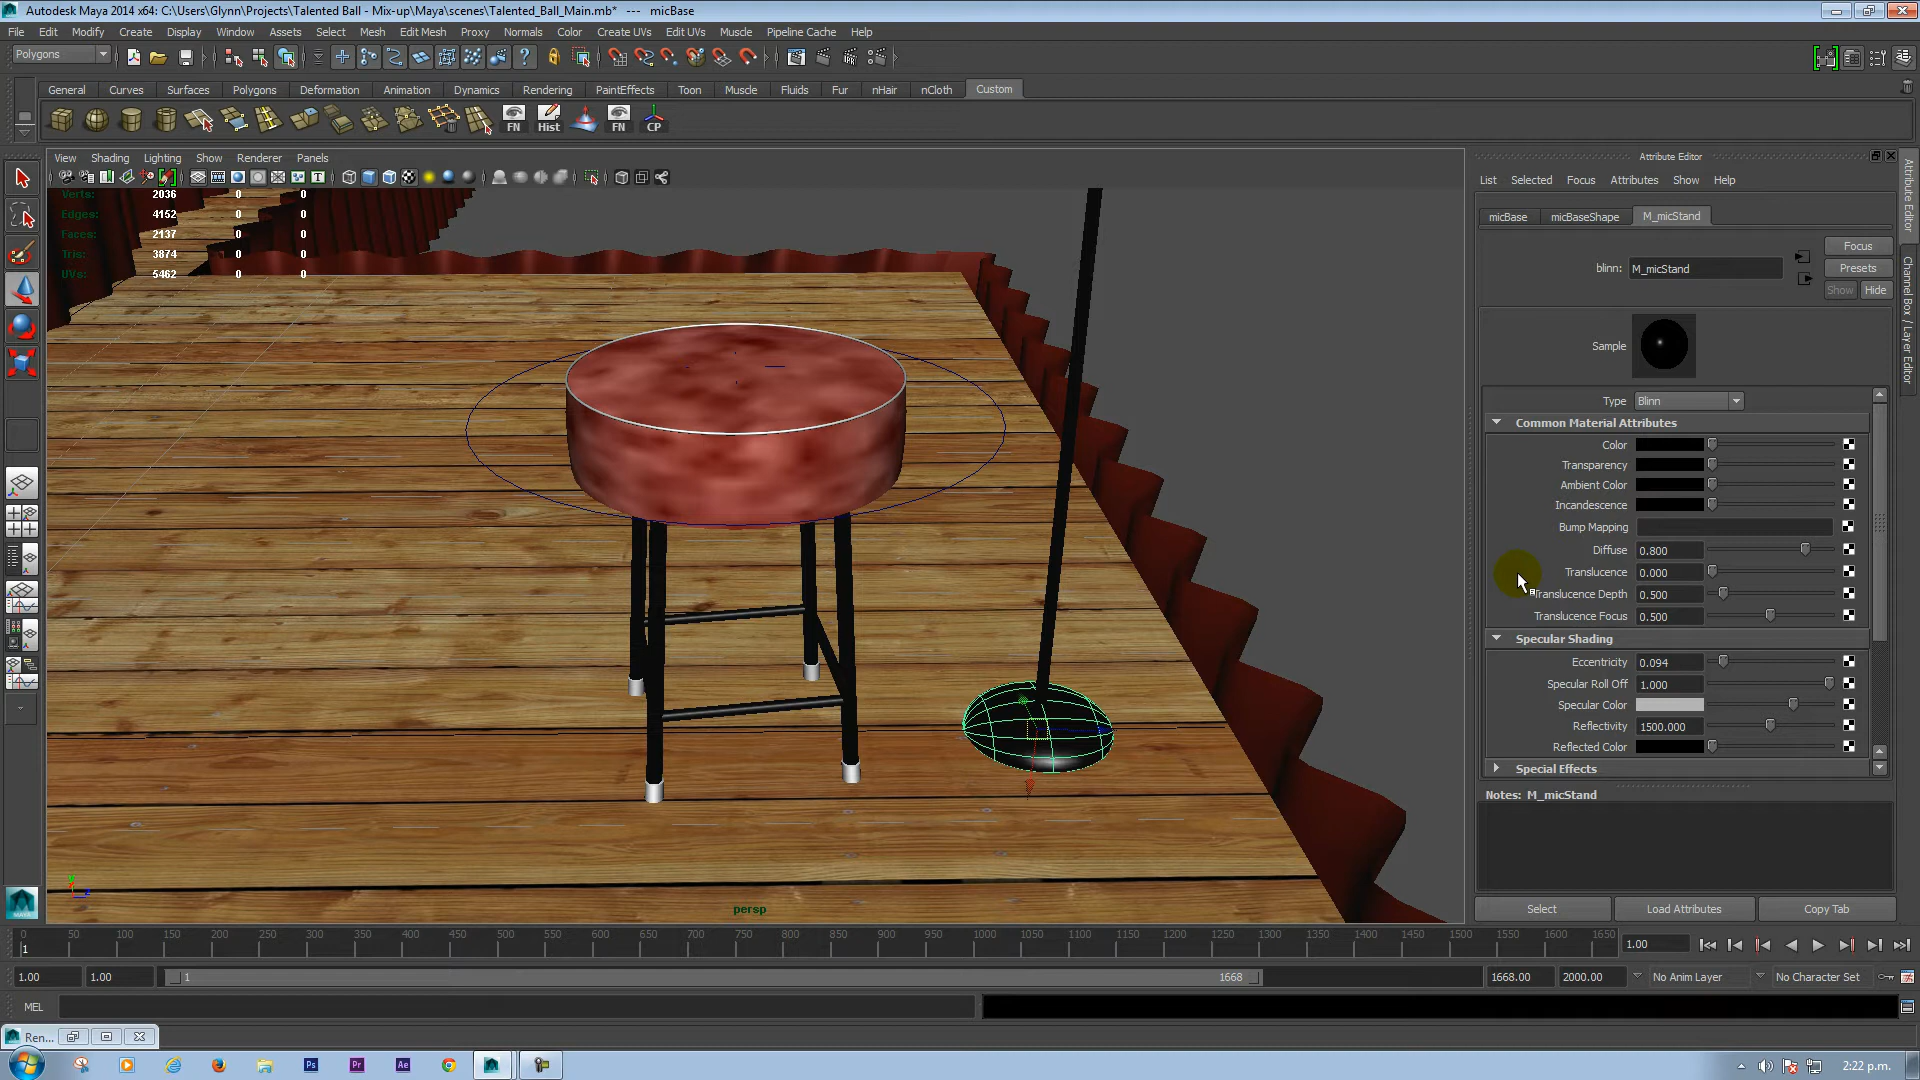 Autodesk Maya 2014 x64: C:\Users\Glynn\Projects\Talented Ball - Mix-up\Maya\scenes\Talented_Ball_Main.mb* --- micBase
File Edit Modify Create Display Window Assets Select Mesh Edit Mesh Proxy Normals Color Create UVs Edit UVs Muscle Pipeline Cache Help
Polygons
General Curves Surfaces Polygons Deformation Animation Dynamics Rendering PaintEffects Toon Muscle Fluids Fur nHair nCloth Custom
FN Hist FN CP
View Shading Lighting Show Renderer Panels
Verts: 2036 0 0
Edges: 4152 0 0
Faces: 2137 0 0
Tris: 3874 0 0
UVs: 5462 0 0
persp
Attribute Editor
List Selected Focus Attributes Show Help
micBase micBaseShape M_micStand
Focus
blinn: M_micStand
Presets
Show Hide
Sample
Type Blinn
Common Material Attributes
Color
Transparency
Ambient Color
Incandescence
Bump Mapping
Diffuse 0.800
Translucence 0.000
Translucence Depth 0.500
Translucence Focus 0.500
Specular Shading
Eccentricity 0.094
Specular Roll Off 1.000
Specular Color
Reflectivity 1500.000
Reflected Color
Special Effects
Notes: M_micStand
Select Load Attributes Copy Tab
Attribute Editor
Channel Box / Layer Editor
0 50 100 150 200 250 300 350 400 450 500 550 600 650 700 750 800 850 900 950 1000 1050 1100 1150 1200 1250 1300 1350 1400 1450 1500 1550 1600 1650
1 1.00
1.00 1.00 1 1668 1668.00 2000.00 No Anim Layer No Character Set
MEL
Ren...
Ps Pr Ae 2:22 p.m.